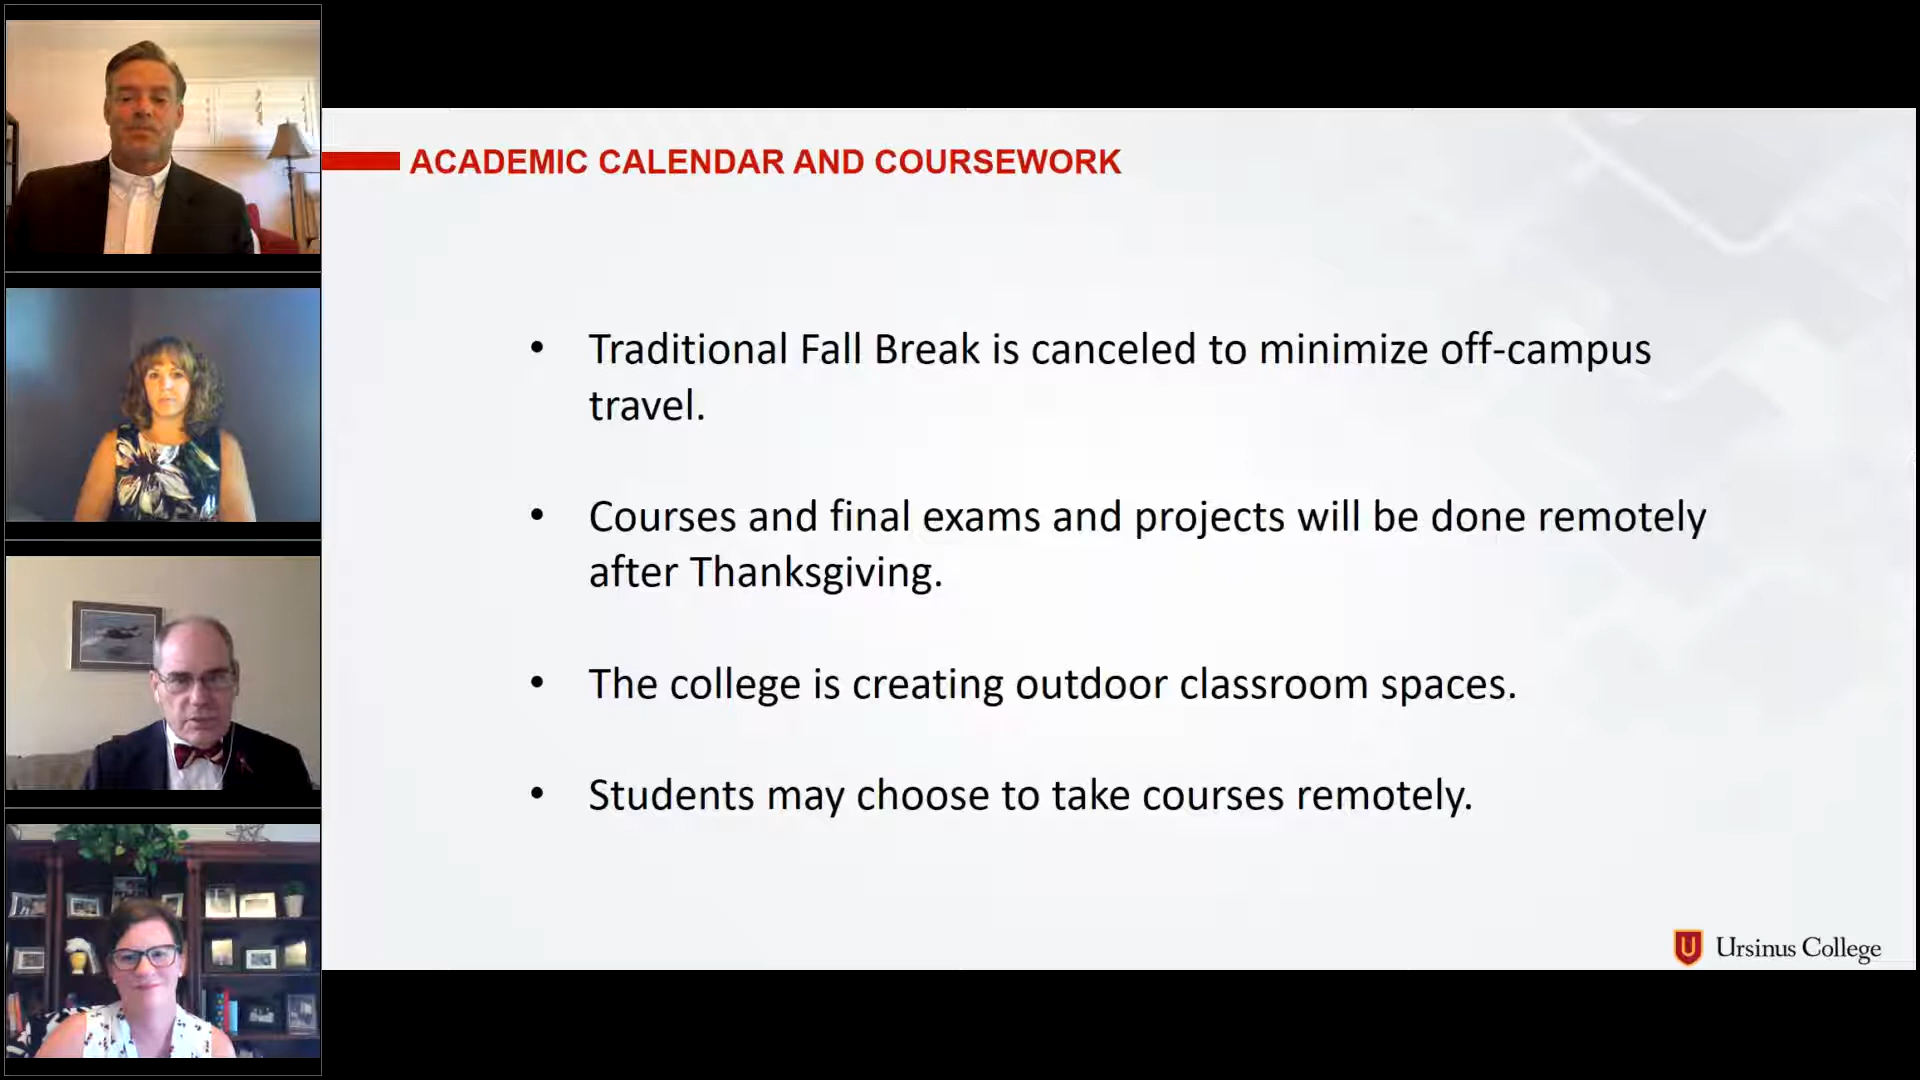 ACADEMIC CALENDAR AND COURSEWORK
• Traditional Fall Break is canceled to minimize off-campus
travel.
• Courses and final exams and projects will be done remotely
after Thanksgiving.
• The college is creating outdoor classroom spaces.
• Students may choose to take courses remotely.
U Ursinus College